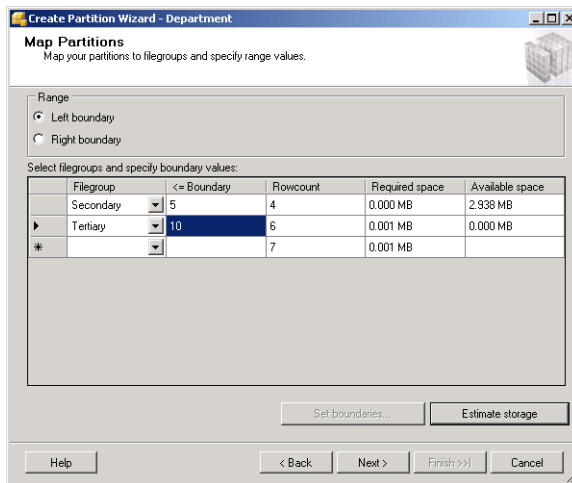 Create Partition Wizard - Department
Map Partitions
Map your partitions to filegroups and specify range values.
Range
Left boundary
Right boundary
Select filegroups and specify boundary values:
Filegroup <= Boundary Rowcount Required space Available space
Secondary 5 4 0.000 MB 2.938 MB
Tertiary 10 6 0.001 MB 0.000 MB
7 0.001 MB
Set boundaries... Estimate storage
Help < Back Next > Finish >>| Cancel